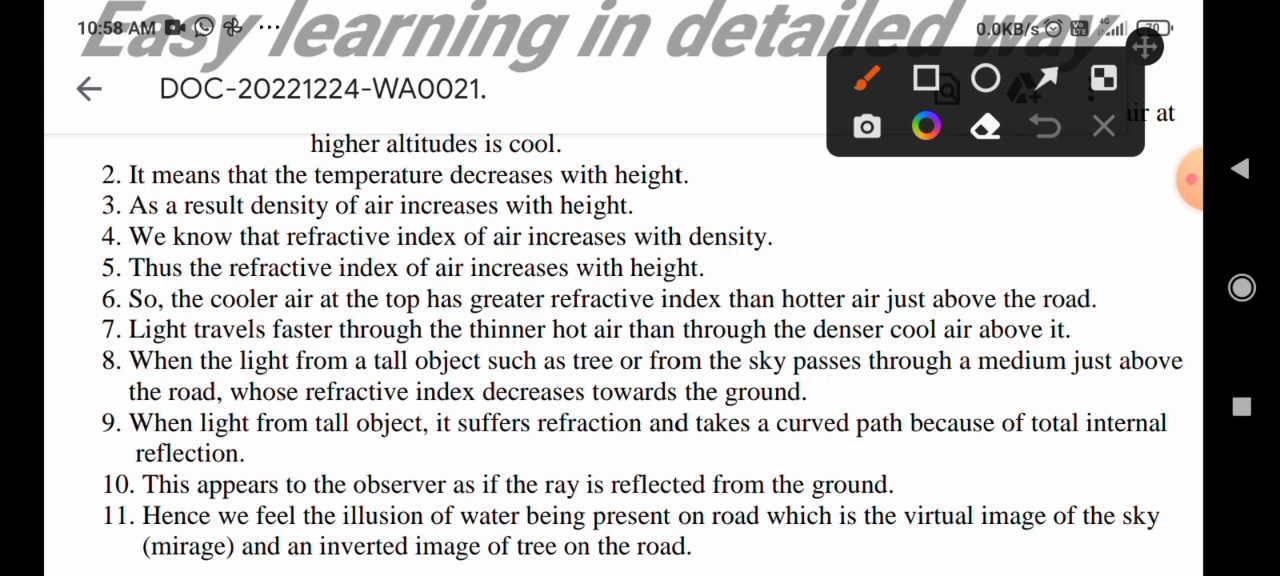 Easy learning in detailed way
10:58 AM ... 0.0KB/s Vo LTE 4G 70
DOC-20221224-WA0021.
air at
higher altitudes is cool.
2. It means that the temperature decreases with height.
3. As a result density of air increases with height.
4. We know that refractive index of air increases with density.
5. Thus the refractive index of air increases with height.
6. So, the cooler air at the top has greater refractive index than hotter air just above the road.
7. Light travels faster through the thinner hot air than through the denser cool air above it.
8. When the light from a tall object such as tree or from the sky passes through a medium just above
the road, whose refractive index decreases towards the ground.
9. When light from tall object, it suffers refraction and takes a curved path because of total internal
reflection.
10. This appears to the observer as if the ray is reflected from the ground.
11. Hence we feel the illusion of water being present on road which is the virtual image of the sky
(mirage) and an inverted image of tree on the road.